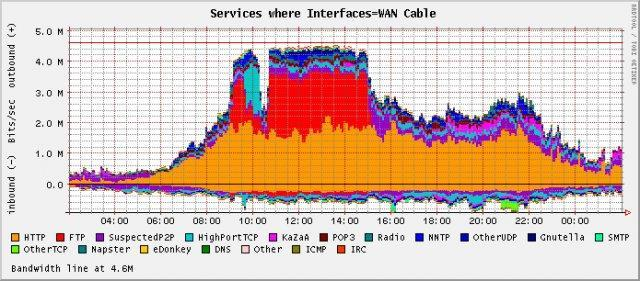 Services where Interfaces=WAN Cable
RRDTOOL / TOBI OETIKER
5.0 M
4.0 M
3.0 M
2.0 M
1.0 M
0.0
inbound (-) Bits/sec outbound (+)
04:00 06:00 08:00 10:00 12:00 14:00 16:00 18:00 20:00 22:00 00:00
HTTP FTP SuspectedP2P HighPortTCP KaZaA POP3 Radio NNTP OtherUDP Gnutella SMTP
OtherTCP Napster eDonkey DNS Other ICMP IRC
Bandwidth line at 4.6M